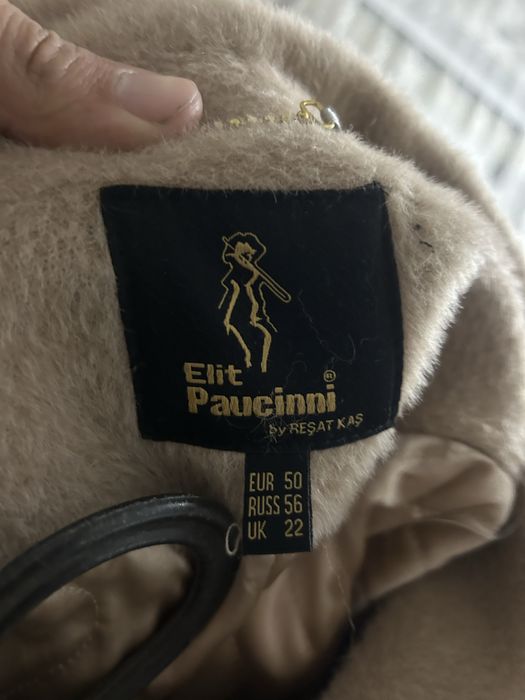 Elit
Paucinni®
by REŞAT KAŞ
EUR 50
RUSS 56
UK 22